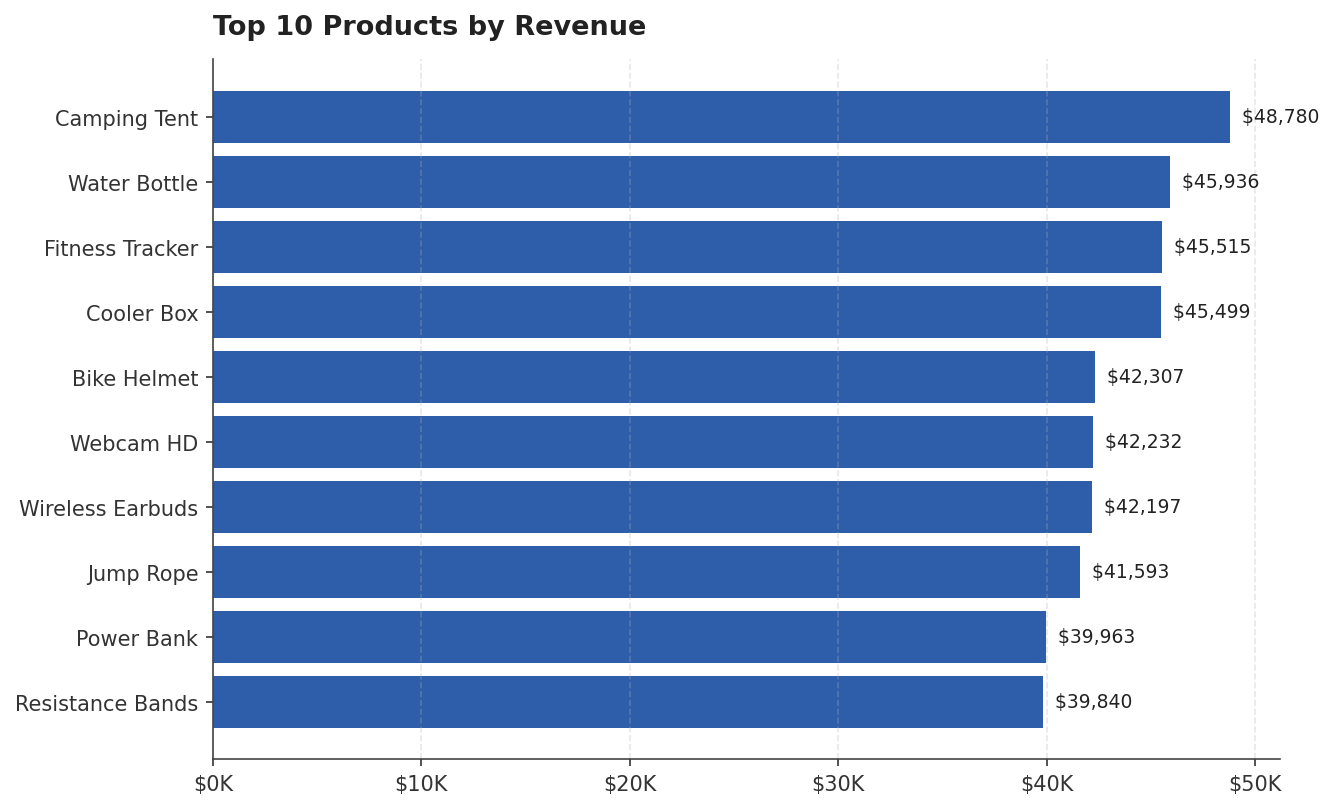 Top 10 Products by Revenue
Camping Tent $48,780
Water Bottle $45,936
Fitness Tracker $45,515
Cooler Box $45,499
Bike Helmet $42,307
Webcam HD $42,232
Wireless Earbuds $42,197
Jump Rope $41,593
Power Bank $39,963
Resistance Bands $39,840
$0K $10K $20K $30K $40K $50K